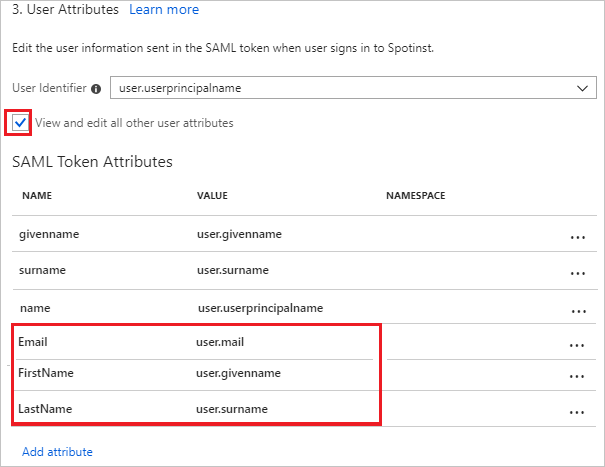 3. User Attributes Learn more
Edit the user information sent in the SAML token when user signs in to Spotinst.
User Identifier user.userprincipalname
View and edit all other user attributes
SAML Token Attributes
NAME VALUE NAMESPACE
givenname user.givenname ...
surname user.surname ...
name user.userprincipalname ...
Email user.mail ...
FirstName user.givenname ...
LastName user.surname ...
Add attribute